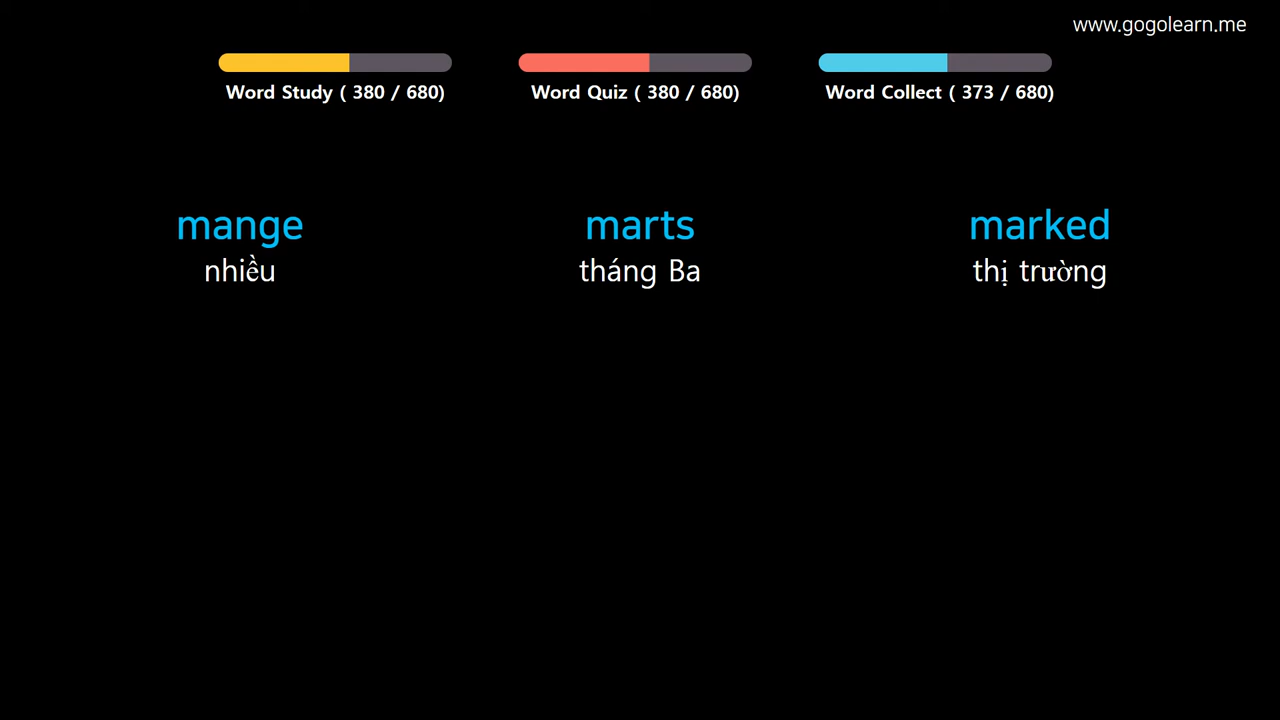 www.gogolearn.me
Word Study ( 380 / 680) Word Quiz ( 380 / 680) Word Collect ( 373 / 680)
mange marts marked
nhiều tháng Ba thị trường